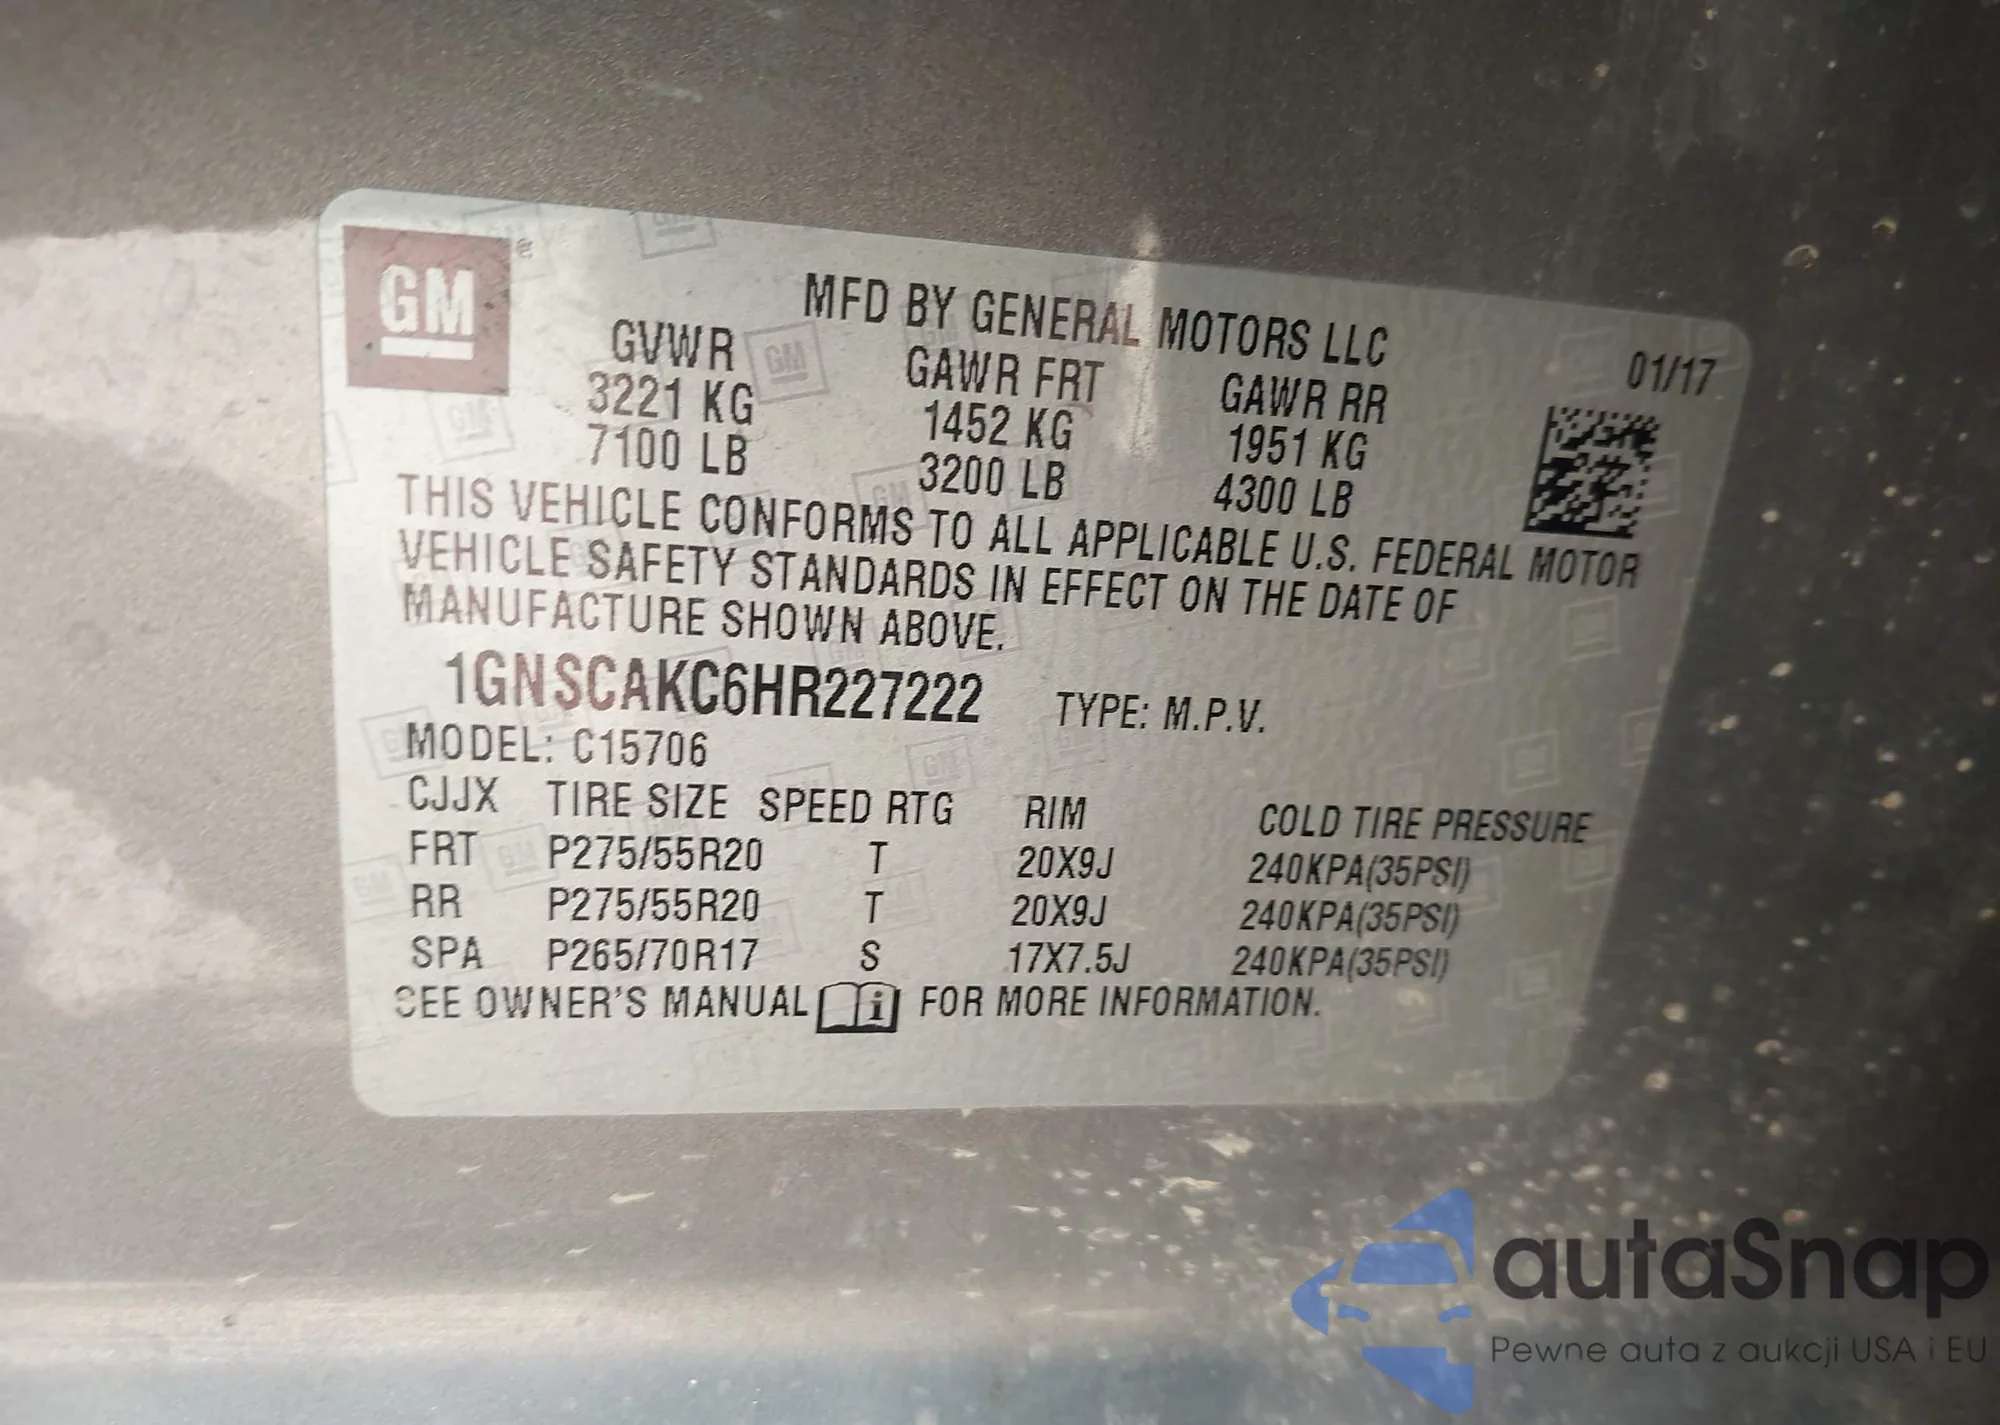 GM
MFD BY GENERAL MOTORS LLC
01/17
GVWR GAWR FRT GAWR RR
3221 KG 1452 KG 1951 KG
7100 LB 3200 LB 4300 LB
THIS VEHICLE CONFORMS TO ALL APPLICABLE U.S. FEDERAL MOTOR
VEHICLE SAFETY STANDARDS IN EFFECT ON THE DATE OF
MANUFACTURE SHOWN ABOVE.
1GNSCAKC6HR227222 TYPE: M.P.V.
MODEL: C15706
CJJX TIRE SIZE SPEED RTG RIM COLD TIRE PRESSURE
FRT P275/55R20 T 20X9J 240KPA(35PSI)
RR P275/55R20 T 20X9J 240KPA(35PSI)
SPA P265/70R17 S 17X7.5J 240KPA(35PSI)
SEE OWNER'S MANUAL i FOR MORE INFORMATION.
autaSnap
Pewne auta z aukcji USA i EU